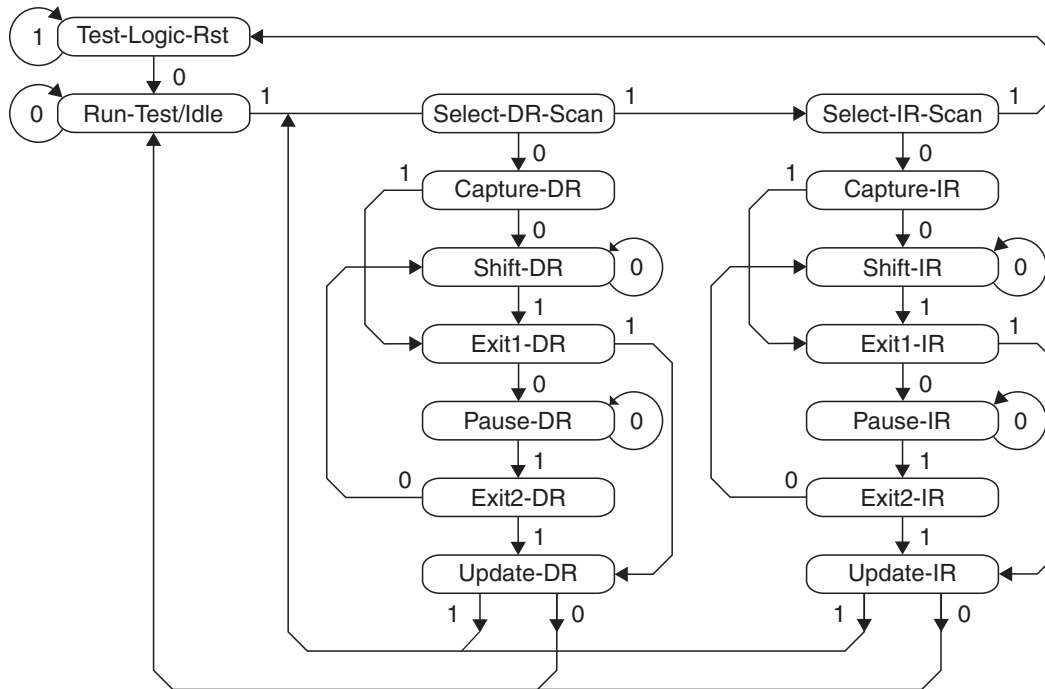 1 Test-Logic-Rst
0
0 Run-Test/Idle 1 Select-DR-Scan 1 Select-IR-Scan 1
0 0
1 Capture-DR 1 Capture-IR
0 0
Shift-DR 0 Shift-IR 0
1 1
Exit1-DR 1 Exit1-IR 1
0 0
Pause-DR 0 Pause-IR 0
1 1
0 Exit2-DR 0 Exit2-IR
1 1
Update-DR Update-IR
1 0 1 0